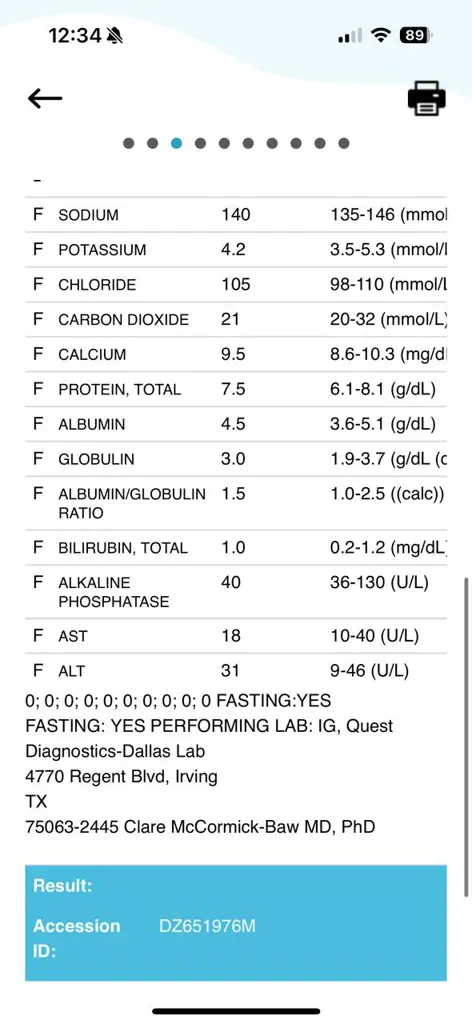 12:34
89
-
F SODIUM 140 135-146 (mmol
F POTASSIUM 4.2 3.5-5.3 (mmol/l
F CHLORIDE 105 98-110 (mmol/L
F CARBON DIOXIDE 21 20-32 (mmol/L)
F CALCIUM 9.5 8.6-10.3 (mg/dl
F PROTEIN, TOTAL 7.5 6.1-8.1 (g/dL)
F ALBUMIN 4.5 3.6-5.1 (g/dL)
F GLOBULIN 3.0 1.9-3.7 (g/dL (c
F ALBUMIN/GLOBULIN 1.5 1.0-2.5 ((calc))
RATIO
F BILIRUBIN, TOTAL 1.0 0.2-1.2 (mg/dL
F ALKALINE 40 36-130 (U/L)
PHOSPHATASE
F AST 18 10-40 (U/L)
F ALT 31 9-46 (U/L)
0; 0; 0; 0; 0; 0; 0; 0; 0; 0 FASTING:YES
FASTING: YES PERFORMING LAB: IG, Quest
Diagnostics-Dallas Lab
4770 Regent Blvd, Irving
TX
75063-2445 Clare McCormick-Baw MD, PhD
Result:
Accession DZ651976M
ID: